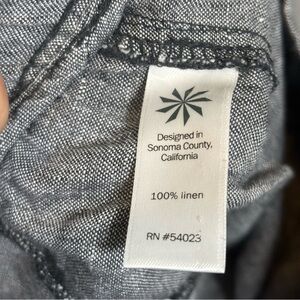 Designed in
Sonoma County,
California
100% linen
RN #54023